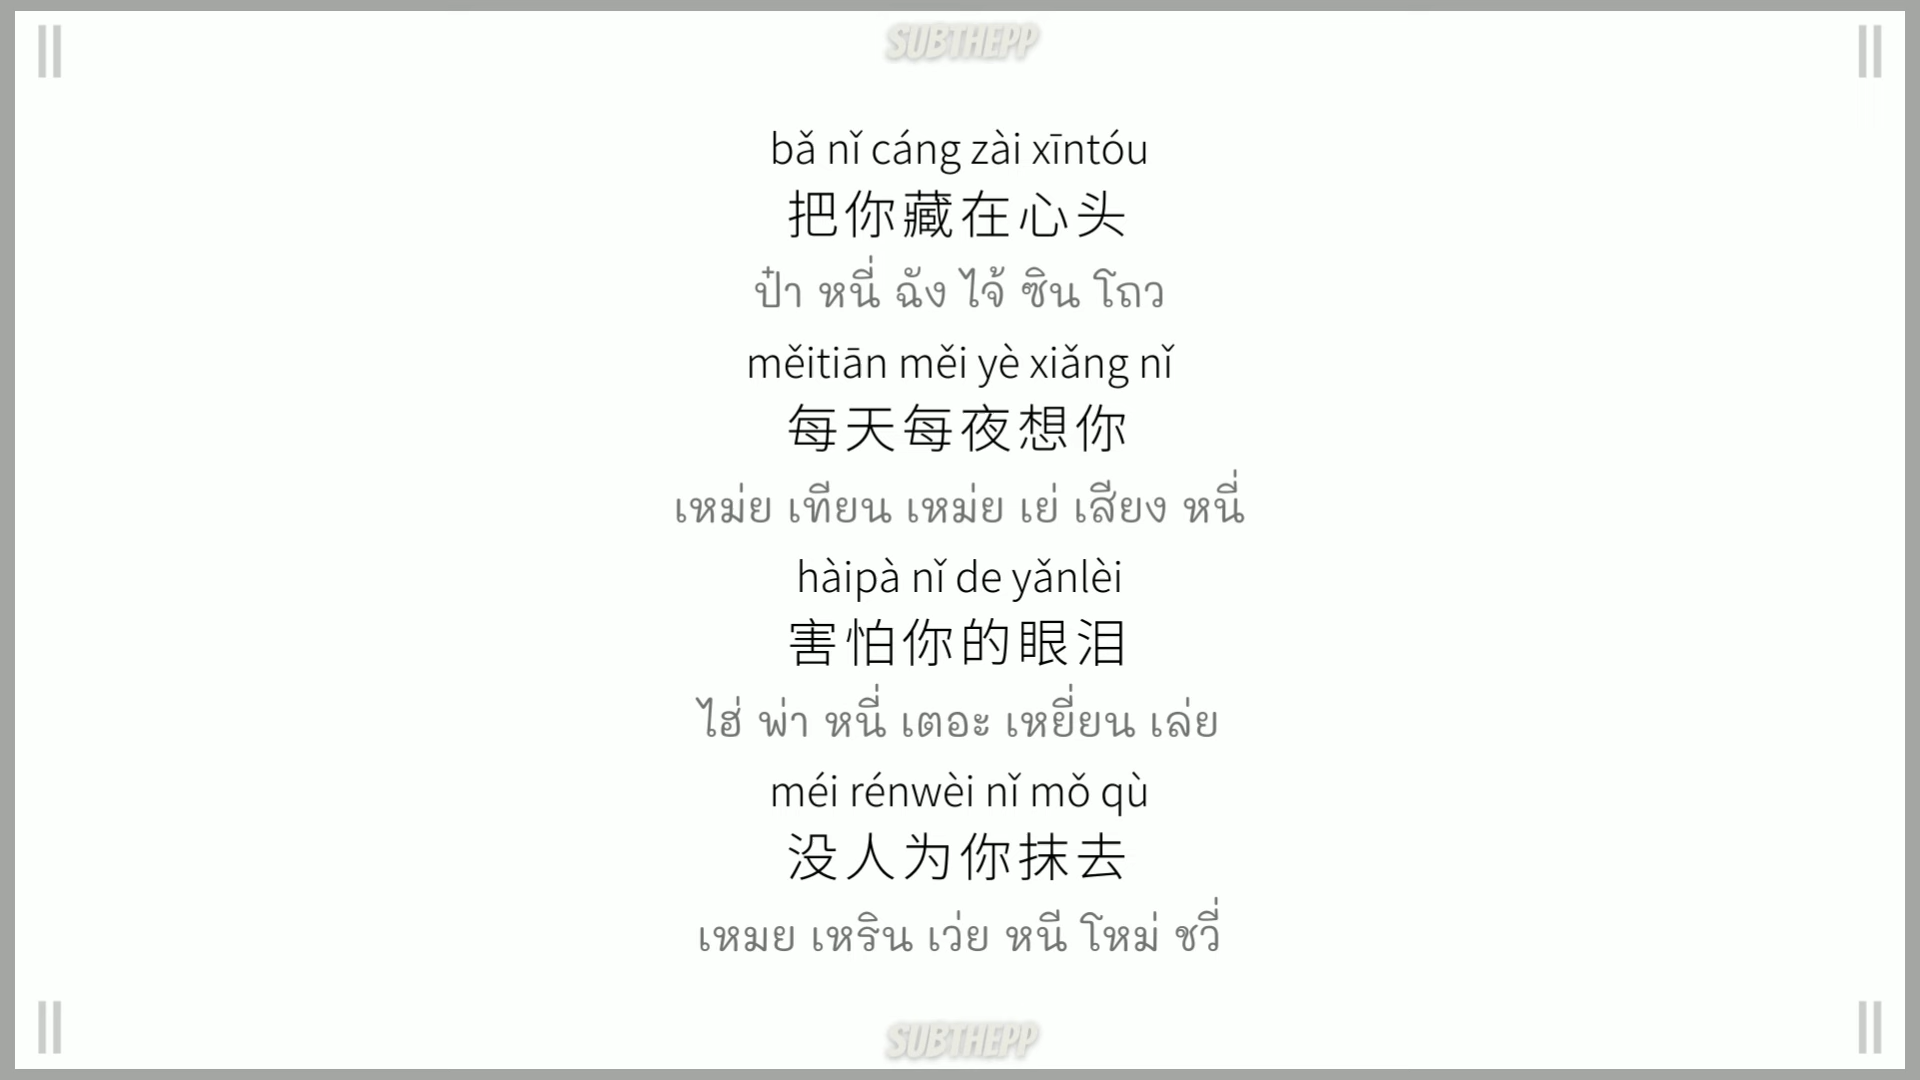 SUBTHEPP
bǎ nǐ cáng zài xīntóu
把你藏在心头
ป๋า หนี่ ฉัง ไจ้ ซิน โถว
měitiān měi yè xiǎng nǐ
每天每夜想你
เหม่ย เทียน เหม่ย เย่ เสียง หนี่
hàipà nǐ de yǎnlèi
害怕你的眼泪
ไฮ่ พ่า หนี่ เตอะ เหยี่ยน เล่ย
méi rénwèi nǐ mǒ qù
没人为你抹去
เหมย เหริน เว่ย หนี โหม่ ชวี่
SUBTHEPP